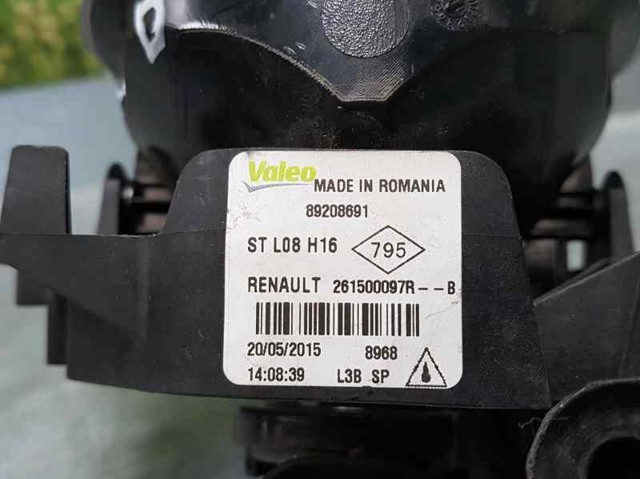 Valeo MADE IN ROMANIA
89208691
ST L08 H16 795
RENAULT 261500097R--B
20/05/2015 8968
14:08:39 L3B SP